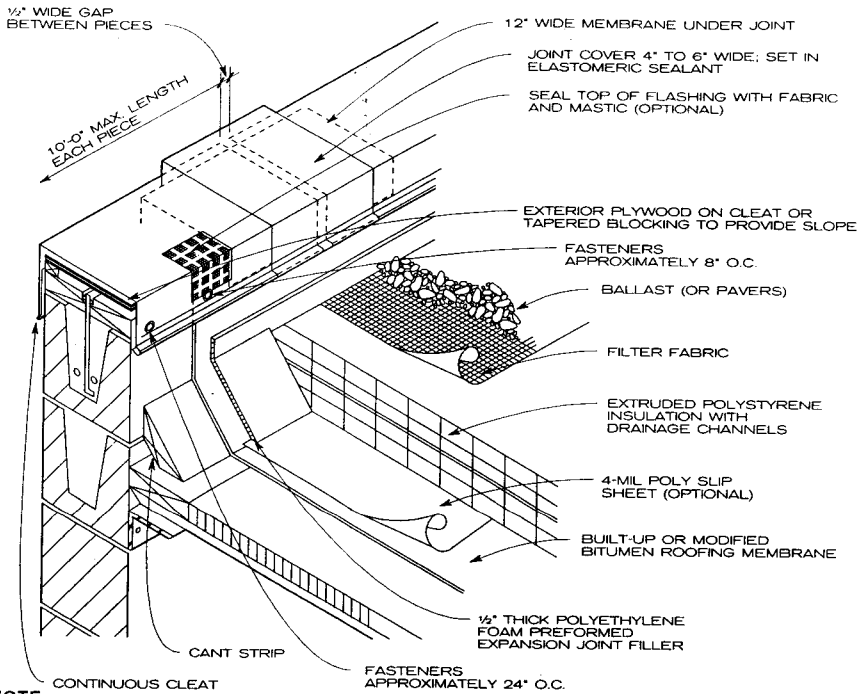 ½" WIDE GAP
BETWEEN PIECES
10'-0" MAX. LENGTH
EACH PIECE
12" WIDE MEMBRANE UNDER JOINT
JOINT COVER 4" TO 6" WIDE; SET IN
ELASTOMERIC SEALANT
SEAL TOP OF FLASHING WITH FABRIC
AND MASTIC (OPTIONAL)
EXTERIOR PLYWOOD ON CLEAT OR
TAPERED BLOCKING TO PROVIDE SLOPE
FASTENERS
APPROXIMATELY 8" O.C.
BALLAST (OR PAVERS)
FILTER FABRIC
EXTRUDED POLYSTYRENE
INSULATION WITH
DRAINAGE CHANNELS
4-MIL POLY SLIP
SHEET (OPTIONAL)
BUILT-UP OR MODIFIED
BITUMEN ROOFING MEMBRANE
½" THICK POLYETHYLENE
FOAM PREFORMED
EXPANSION JOINT FILLER
CANT STRIP
FASTENERS
APPROXIMATELY 24" O.C.
CONTINUOUS CLEAT